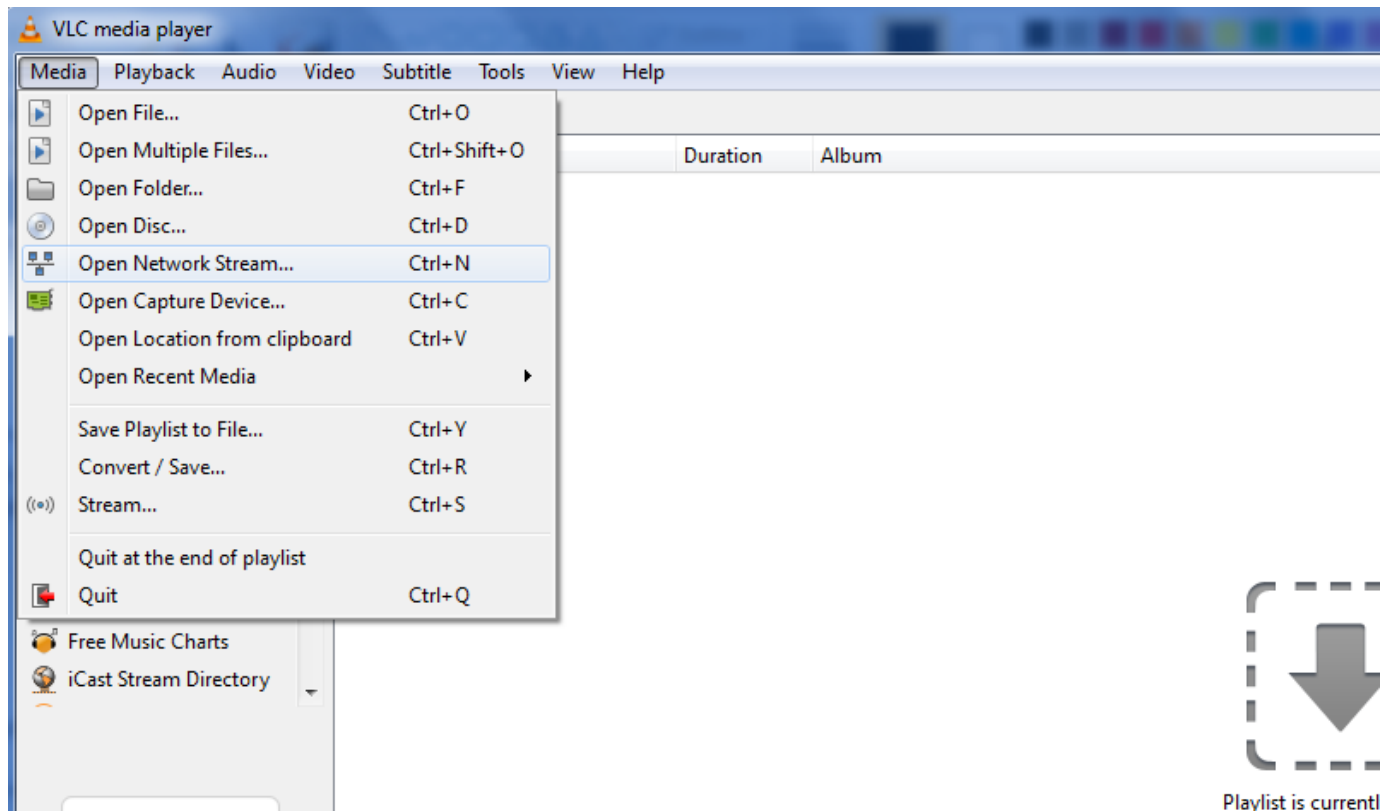 VLC media player
Media Playback Audio Video Subtitle Tools View Help
Open File... Ctrl+O
Open Multiple Files... Ctrl+Shift+O
Duration Album
Open Folder... Ctrl+F
Open Disc... Ctrl+D
Open Network Stream... Ctrl+N
Open Capture Device... Ctrl+C
Open Location from clipboard Ctrl+V
Open Recent Media
Save Playlist to File... Ctrl+Y
Convert / Save... Ctrl+R
Stream... Ctrl+S
Quit at the end of playlist
Quit Ctrl+Q
Free Music Charts
iCast Stream Directory
Playlist is currentl